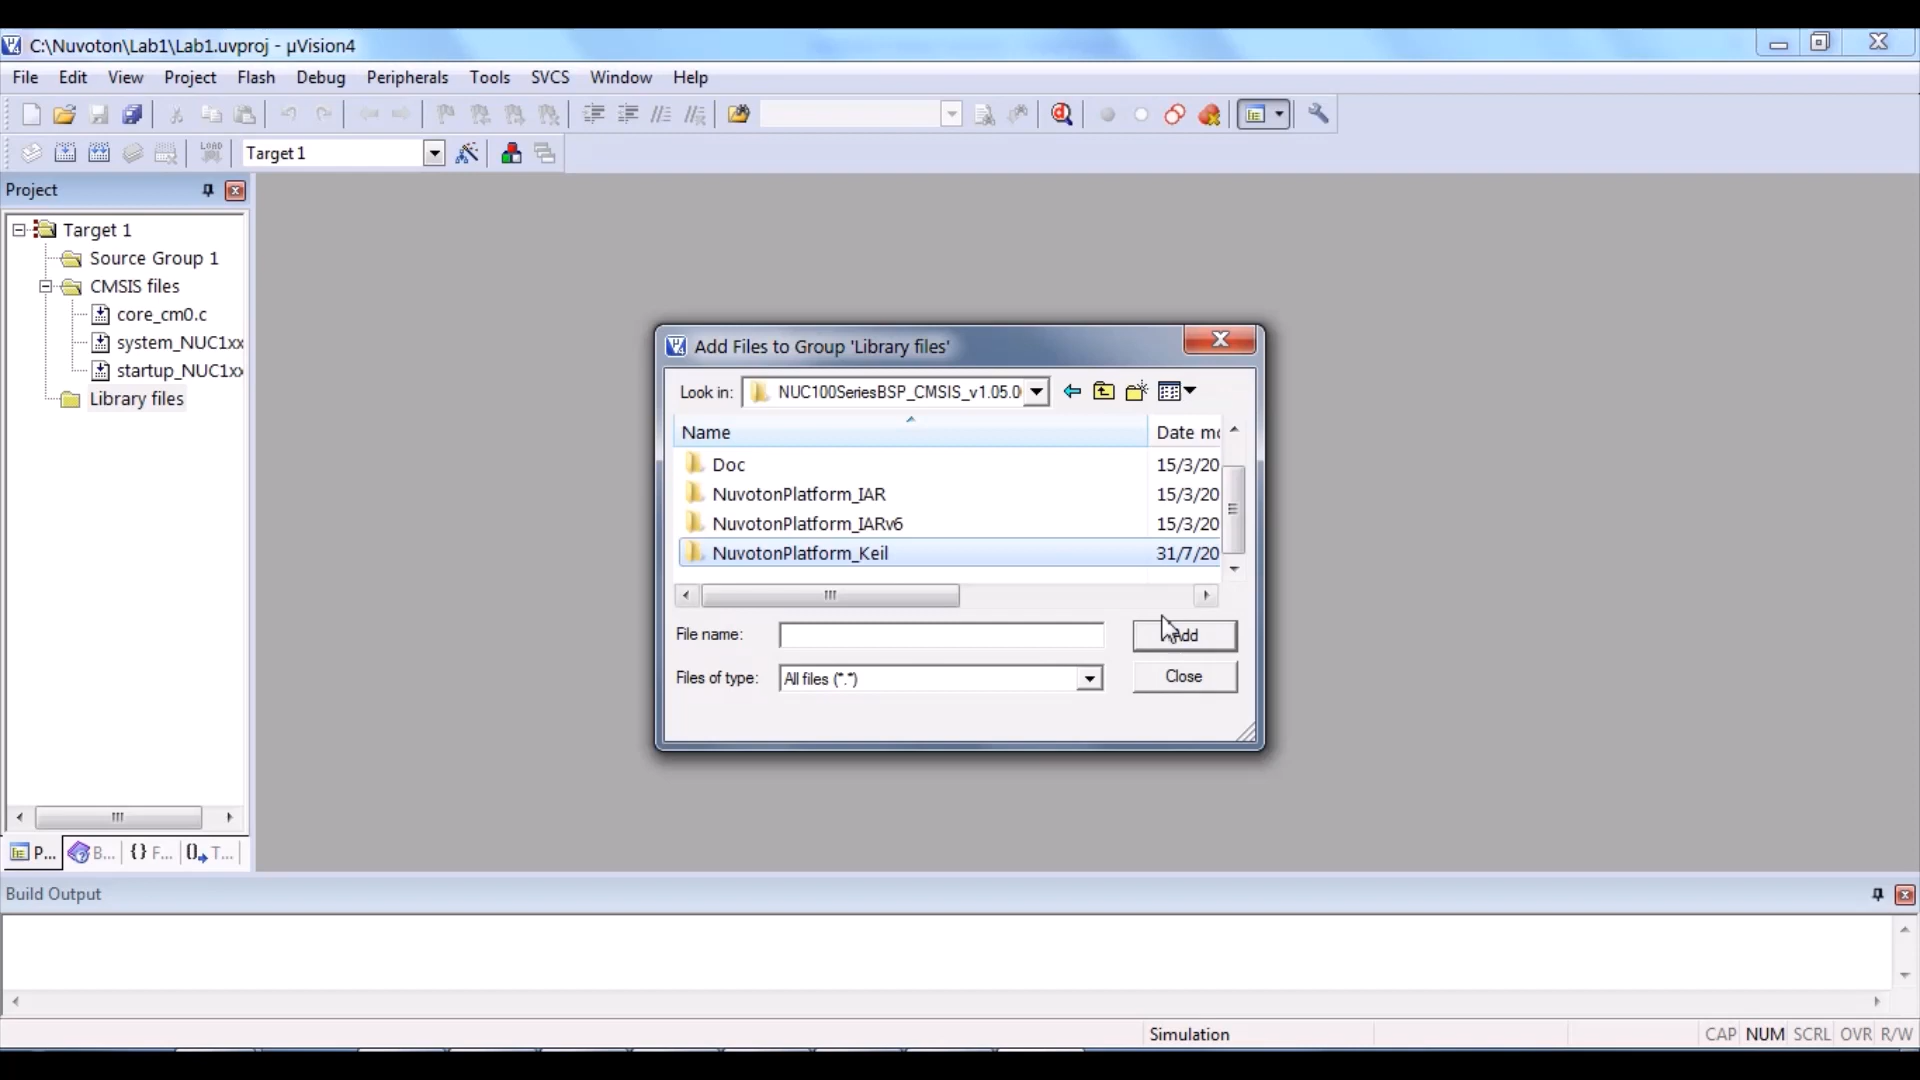 C:\Nuvoton\Lab1\Lab1.uvproj - µVision4
File Edit View Project Flash Debug Peripherals Tools SVCS Window Help
LOAD
Target 1
Project
Target 1
Source Group 1
CMSIS files
core_cm0.c
system_NUC1xx
startup_NUC1xx
Library files
P... B... {} F... T...
Add Files to Group 'Library files'
Look in: NUC100SeriesBSP_CMSIS_v1.05.0
Name Date mo
Doc 15/3/20
NuvotonPlatform_IAR 15/3/20
NuvotonPlatform_IARv6 15/3/20
NuvotonPlatform_Keil 31/7/20
File name: Add
Files of type: All files (*.*) Close
Build Output
Simulation CAP NUM SCRL OVR R/W